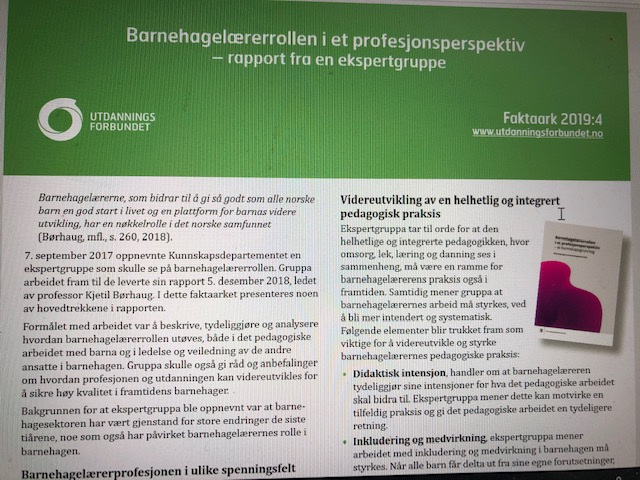 Barnehagelærerrollen i et profesjonsperspektiv
– rapport fra en ekspertgruppe
UTDANNINGS
FORBUNDET
Faktaark 2019:4
www.utdanningsforbundet.no
Barnehagelærerne, som bidrar til å gi så godt som alle norske
barn en god start i livet og en plattform for barnas videre
utvikling, har en nøkkelrolle i det norske samfunnet
(Børhaug, mfl., s. 260, 2018).
7. september 2017 oppnevnte Kunnskapsdepartementet en
ekspertgruppe som skulle se på barnehagelærerrollen. Gruppa
arbeidet fram til de leverte sin rapport 5. desember 2018, ledet
av professor Kjetil Børhaug. I dette faktaarket presenteres noen
av hovedtrekkene i rapporten.
Formålet med arbeidet var å beskrive, tydeliggjøre og analysere
hvordan barnehagelærerrollen utøves, både i det pedagogiske
arbeidet med barna og i ledelse og veiledning av de andre
ansatte i barnehagen. Gruppa skulle også gi råd og anbefalinger
om hvordan profesjonen og utdanningen kan videreutvikles for
å sikre høy kvalitet i framtidens barnehager.
Bakgrunnen for at ekspertgruppe ble oppnevnt var at barne-
hagesektoren har vært gjenstand for store endringer de siste
tiårene, noe som også har påvirket barnehagelærernes rolle i
barnehagen.
Barnehagelærerprofesjonen i ulike spenningsfelt
Videreutvikling av en helhetlig og integrert
pedagogisk praksis
Ekspertgruppa tar til orde for at den
helhetlige og integrerte pedagogikken, hvor
omsorg, lek, læring og danning ses i
sammenheng, må være en ramme for
barnehagelærerens praksis også i
framtiden. Samtidig mener gruppa at
barnehagelærernes arbeid må styrkes, ved
å bli mer intendert og systematisk.
Følgende elementer blir trukket fram som
viktige for å videreutvikle og styrke
barnehagelærernes pedagogiske praksis:
• Didaktisk intensjon, handler om at barnehagelæreren
tydeliggjør sine intensjoner for hva det pedagogiske arbeidet
skal bidra til. Ekspertgruppa mener dette kan motvirke en
tilfeldig praksis og gi det pedagogiske arbeidet en tydeligere
retning.
• Inkludering og medvirkning, ekspertgruppa mener
arbeidet med inkludering og medvirkning i barnehagen må
styrkes. Når alle barn får delta ut fra sine egne forutsetninger,
Barnehagelærerrollen
i et profesjonsperspektiv